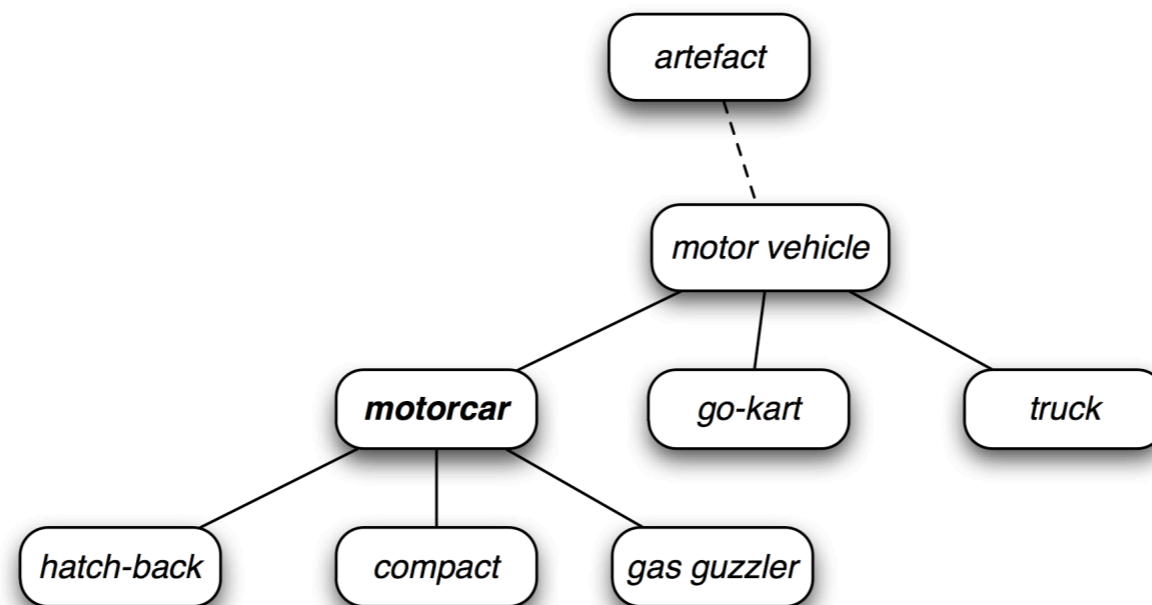 artefact
motor vehicle
motorcar
go-kart
truck
hatch-back
compact
gas guzzler